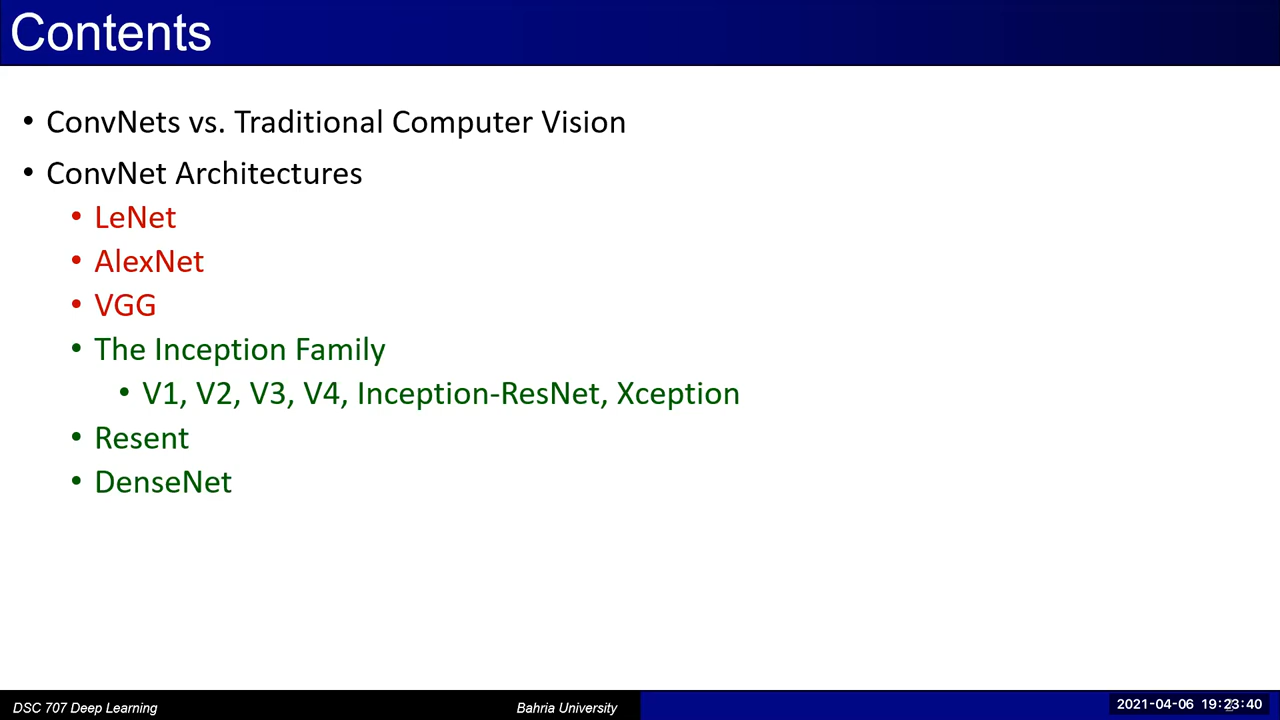 Contents
• ConvNets vs. Traditional Computer Vision
• ConvNet Architectures
• LeNet
• AlexNet
• VGG
• The Inception Family
• V1, V2, V3, V4, Inception-ResNet, Xception
• Resent
• DenseNet
DSC 707 Deep Learning
Bahria University
2021-04-06 19:23:40